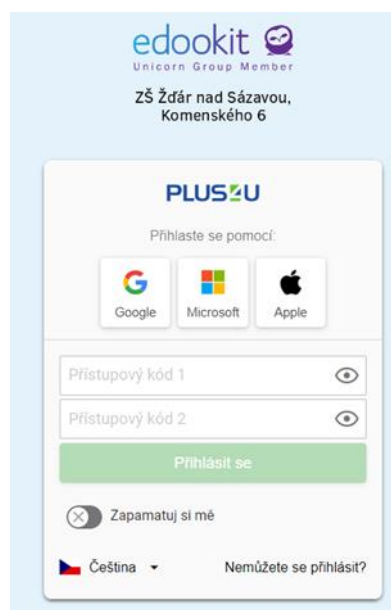 edookit
Unicorn Group Member
ZŠ Žďár nad Sázavou,
Komenského 6
PLUS4U
Přihlaste se pomocí:
Google
Microsoft
Apple
Přístupový kód 1
Přístupový kód 2
Přihlásit se
Zapamatuj si mě
Čeština
Nemůžete se přihlásit?